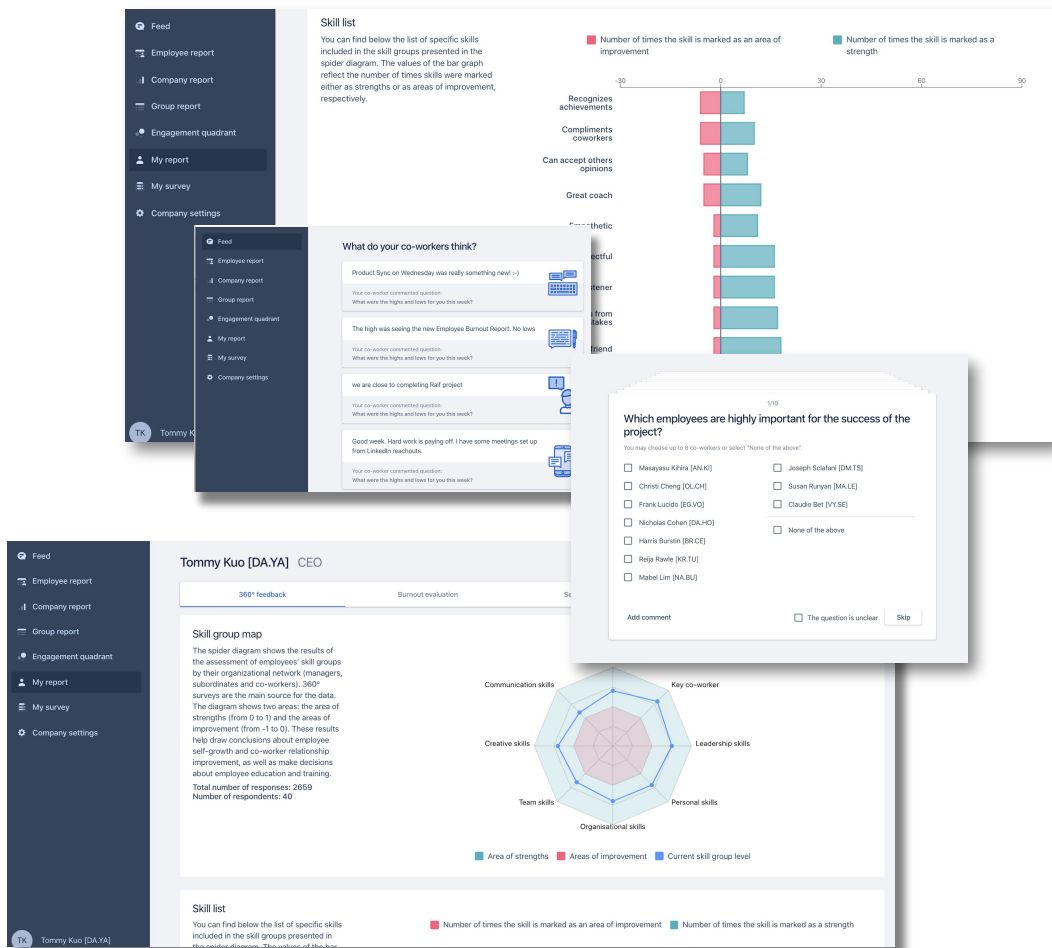 Feed
Employee report
Company report
Group report
Engagement quadrant
My report
My survey
Company settings
TK
Tommy K
Skill list
You can find below the list of specific skills
included in the skill groups presented in the
spider diagram. The values of the bar graph
reflect the number of times skills were marked
either as strengths or as areas of improvement,
respectively.
Number of times the skill is marked as an area of
improvement
Number of times the skill is marked as a
strength
-30
0
30
60
90
Recognizes
achievements
Compliments
coworkers
Can accept others
opinions
Great coach
Feed
Employee report
Company report
Group report
Engagement quadrant
My report
My survey
Company settings
What do your co-workers think?
Product Sync on Wednesday was really something new! :-)
Your co-worker commented question:
What were the highs and lows for you this week?
The high was seeing the new Employee Burnout Report. No lows
Your co-worker commented question:
What were the highs and lows for you this week?
we are close to completing Raif project
Your co-worker commented question:
What were the highs and lows for you this week?
Good week. Hard work is paying off. I have some meetings set up
from LinkedIn reachouts.
Your co-worker commented question:
What were the highs and lows for you this week?
1/10
Which employees are highly important for the success of the
project?
You may choose up to 8 co-workers or select "None of the above".
Masayasu Kihira [AN.KI]
Christi Cheng [OL.CH]
Frank Lucido [EG.VO]
Nicholas Cohen [DA.HO]
Harris Burstin [BR.CE]
Reija Rawle [KR.TU]
Mabel Lim [NA.BU]
Joseph Sclafani [DM.TS]
Susan Runyan [MA.LE]
Claudio Bet [VY.SE]
None of the above
Add comment
The question is unclear
Skip
Feed
Employee report
Company report
Group report
Engagement quadrant
My report
My survey
Company settings
TK
Tommy Kuo [DA.YA]
Tommy Kuo [DA.YA] CEO
360° feedback
Burnout evaluation
Skill group map
The spider diagram shows the results of
the assessment of employees' skill groups
by their organizational network (managers,
subordinates and co-workers). 360°
surveys are the main source for the data.
The diagram shows two areas: the area of
strengths (from 0 to 1) and the areas of
improvement (from -1 to 0). These results
help draw conclusions about employee
self-growth and co-worker relationship
improvement, as well as make decisions
about employee education and training.
Total number of responses: 2659
Number of respondents: 40
Communication skills
Key co-worker
Creative skills
Leadership skills
Team skills
Personal skills
Organisational skills
Area of strengths
Areas of improvement
Current skill group level
Skill list
You can find below the list of specific skills
included in the skill groups presented in
the spider diagram. The values of the bar
Number of times the skill is marked as an area of improvement
Number of times the skill is marked as a strength